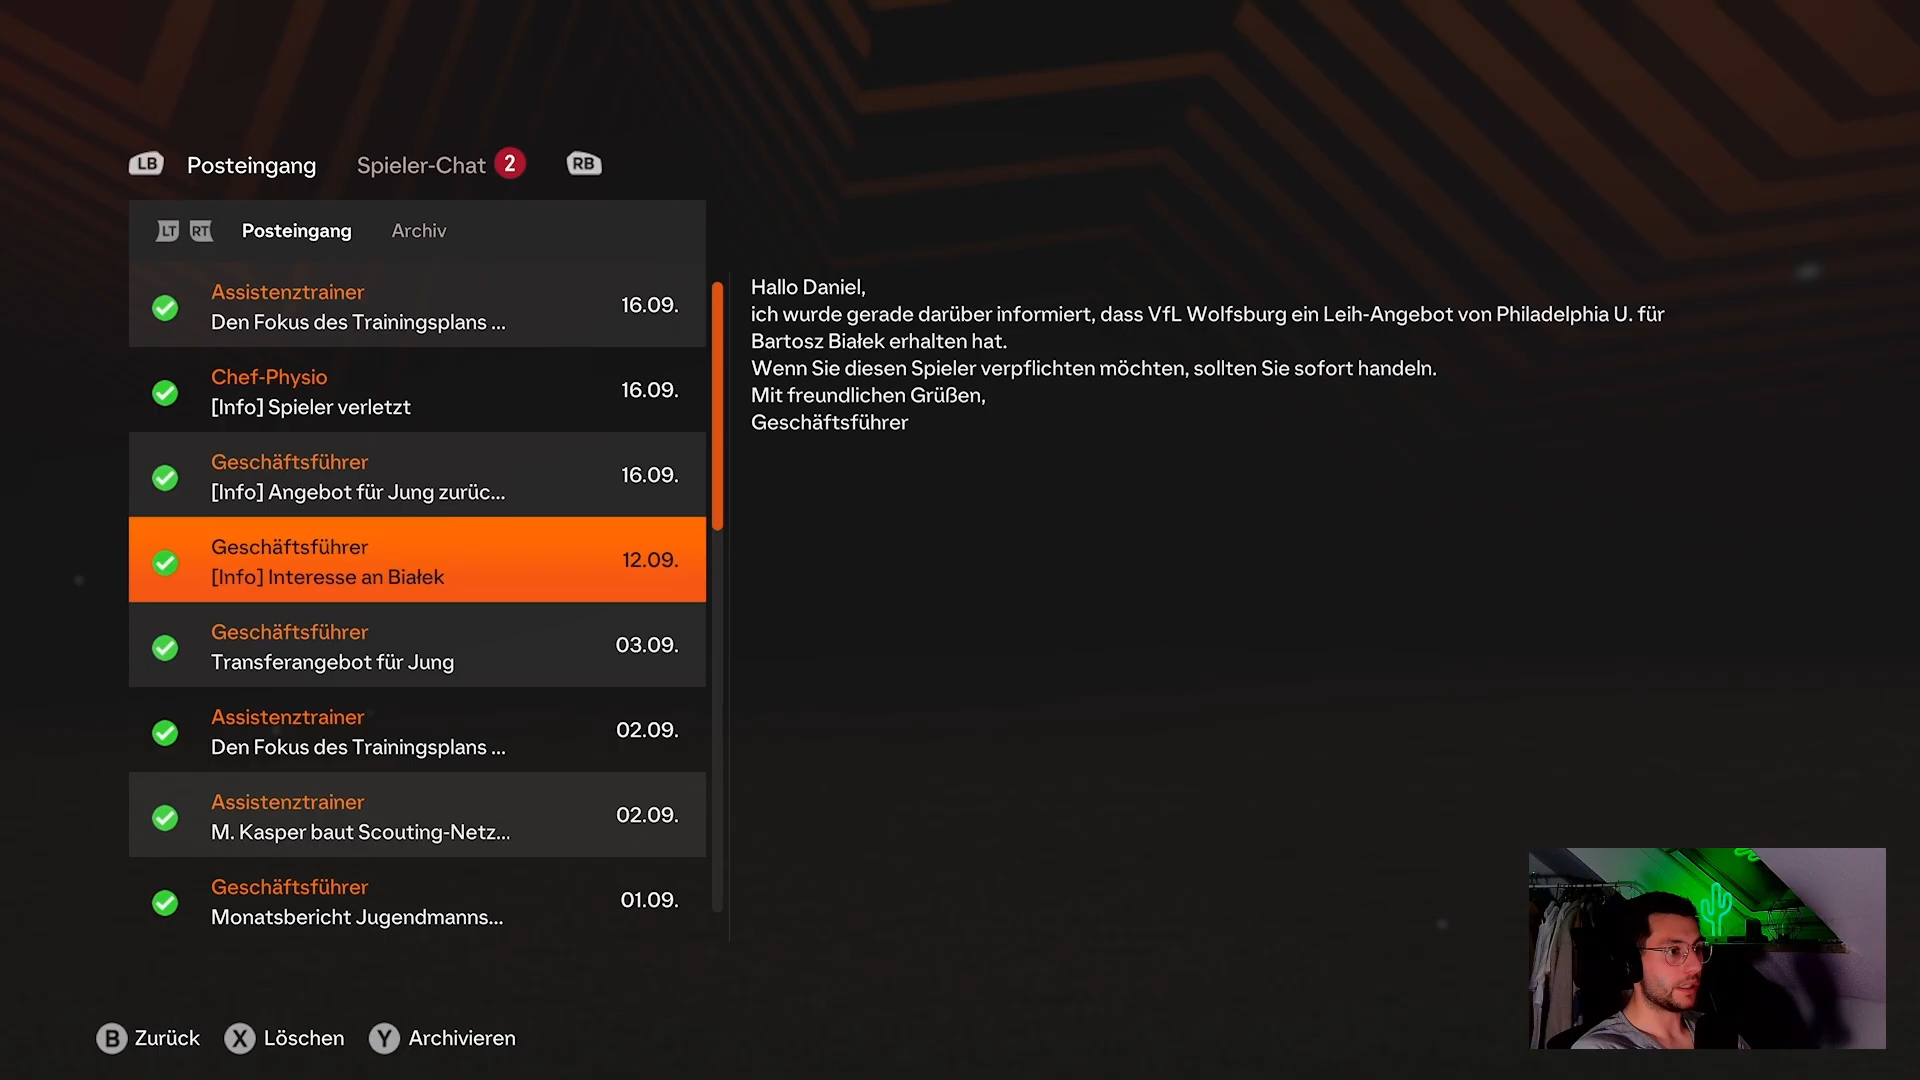 LB Posteingang Spieler-Chat 2 RB
LT RT Posteingang Archiv
Assistenztrainer
Den Fokus des Trainingsplans ...
16.09.
Chef-Physio
[Info] Spieler verletzt
16.09.
Geschäftsführer
[Info] Angebot für Jung zurüc...
16.09.
Geschäftsführer
[Info] Interesse an Białek
12.09.
Geschäftsführer
Transferangebot für Jung
03.09.
Assistenztrainer
Den Fokus des Trainingsplans ...
02.09.
Assistenztrainer
M. Kasper baut Scouting-Netz...
02.09.
Geschäftsführer
Monatsbericht Jugendmanns...
01.09.
Hallo Daniel,
ich wurde gerade darüber informiert, dass VfL Wolfsburg ein Leih-Angebot von Philadelphia U. für
Bartosz Białek erhalten hat.
Wenn Sie diesen Spieler verpflichten möchten, sollten Sie sofort handeln.
Mit freundlichen Grüßen,
Geschäftsführer
B Zurück X Löschen Y Archivieren